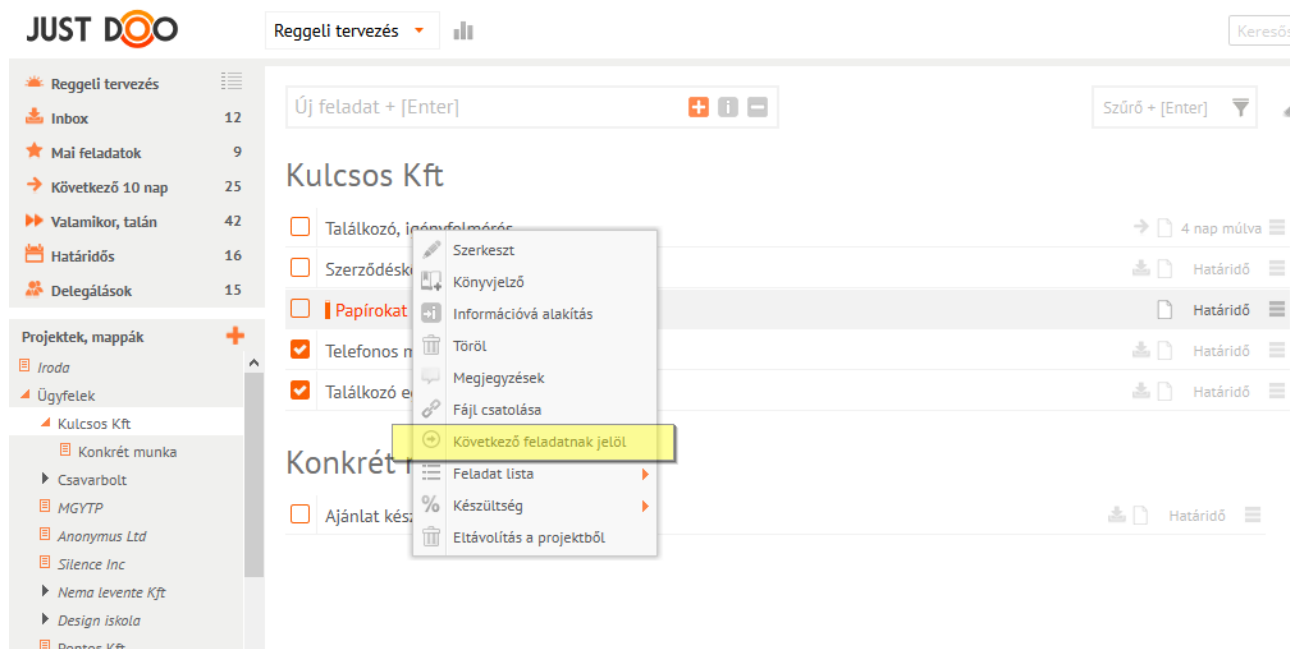 JUST DOO
Reggeli tervezés
Reggeli tervezés
Inbox 12
Mai feladatok 9
Következő 10 nap 25
Valamikor, talán 42
Határidős 16
Delegálások 15
Projektek, mappák
Iroda
Ügyfelek
Kulcsos Kft
Konkrét munka
Csavarbolt
MGYTP
Anonymus Ltd
Silence Inc
Nema levente Kft
Design iskola
Pontos Kft
Új feladat + [Enter]
Szűrő + [Enter]
Kulcsos Kft
Találkozó, igényfelmérés 4 nap múlva
Határidő
Papírokat Határidő
Telefonos Határidő
Találkozó Határidő
Szerkeszt
Könyvjelző
Információvá alakítás
Töröl
Megjegyzések
Fájl csatolása
Következő feladatnak jelöl
Feladat lista
Készültség
Eltávolítás a projektből
Konkrét
Ajánlat Határidő